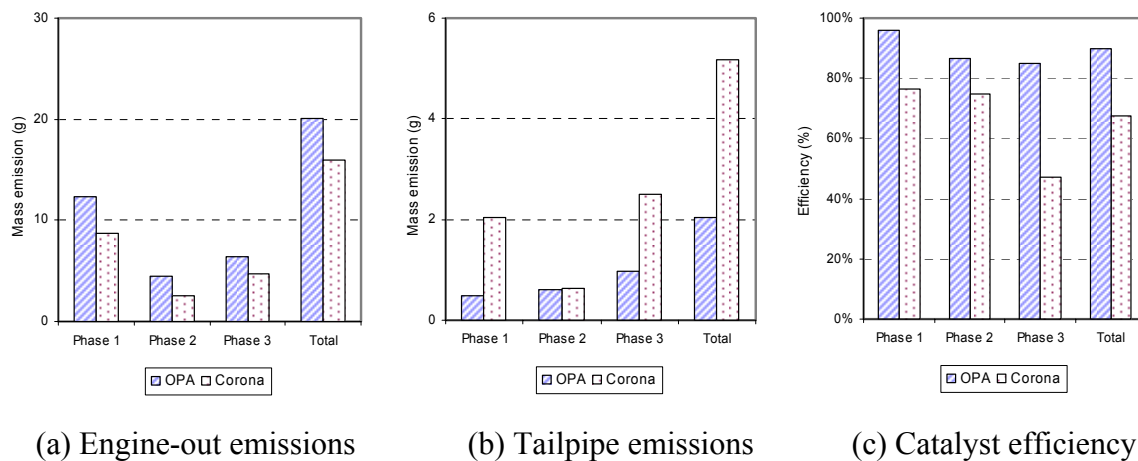 30
20
10
0
Mass emission (g)
Phase 1 Phase 2 Phase 3 Total
OPA Corona
(a) Engine-out emissions
6
4
2
0
Mass emission (g)
Phase 1 Phase 2 Phase 3 Total
OPA Corona
(b) Tailpipe emissions
100%
80%
60%
40%
20%
0%
Efficiency (%)
Phase 1 Phase 2 Phase 3 Total
OPA Corona
(c) Catalyst efficiency